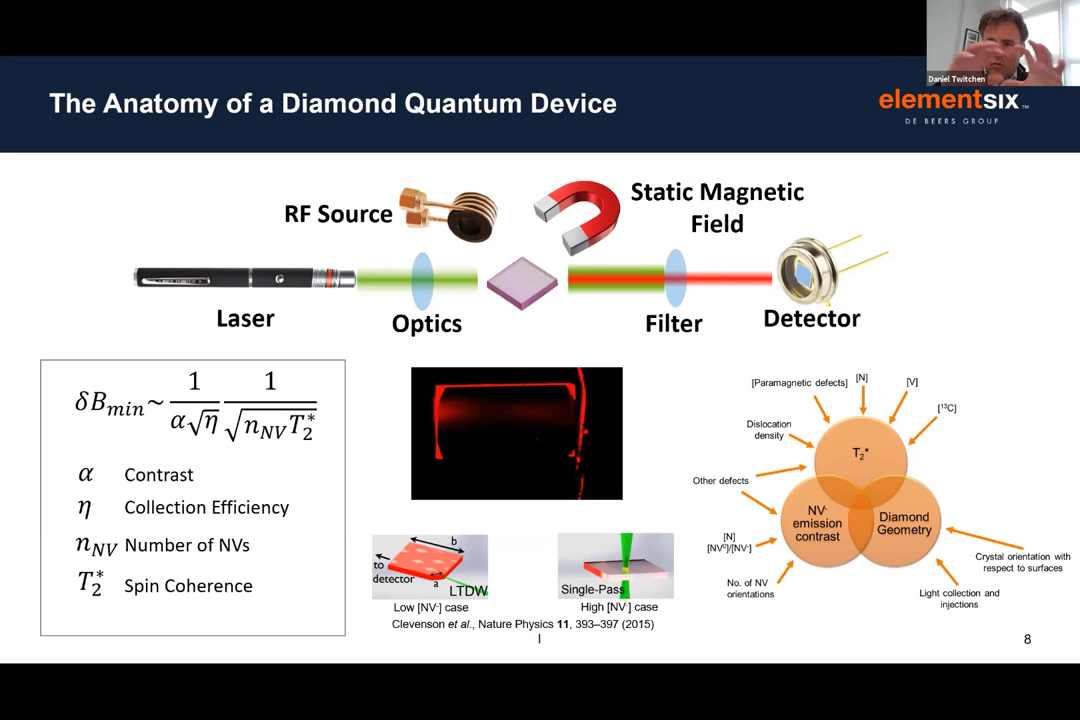 Daniel Twitchen
The Anatomy of a Diamond Quantum Device
elementsix™
DE BEERS GROUP
RF Source
Static Magnetic
Field
Laser
Optics
Filter
Detector
δB_min ~ 1/(α√η) 1/√(n_NV T₂*)
α Contrast
η Collection Efficiency
n_NV Number of NVs
T₂* Spin Coherence
b
to
detector
a
LTDW
Low [NV⁻] case
Single-Pass
High [NV⁻] case
Clevenson et al., Nature Physics 11, 393–397 (2015)
[Paramagnetic defects]
[N]
[V]
[¹³C]
Dislocation
density
T₂*
Other defects
NV⁻
emission
contrast
Diamond
Geometry
[N]
[NV⁰]/[NV⁻]
No. of NV
orientations
Crystal orientation with
respect to surfaces
Light collection and
injections
I
8